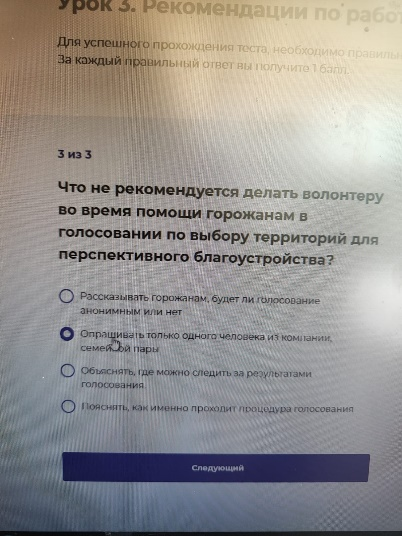 Урок 3. Рекомендации по работ
Для успешного прохождения теста, необходимо правильн
За каждый правильный ответ вы получите 1 балл.
3 из 3
Что не рекомендуется делать волонтеру
во время помощи горожанам в
голосовании по выбору территорий для
перспективного благоустройства?
Рассказывать горожанам, будет ли голосование
анонимным или нет
Опрашивать только одного человека из компании,
семейной пары
Объяснять, где можно следить за результатами
голосования
Пояснять, как именно проходит процедура голосования
Следующий